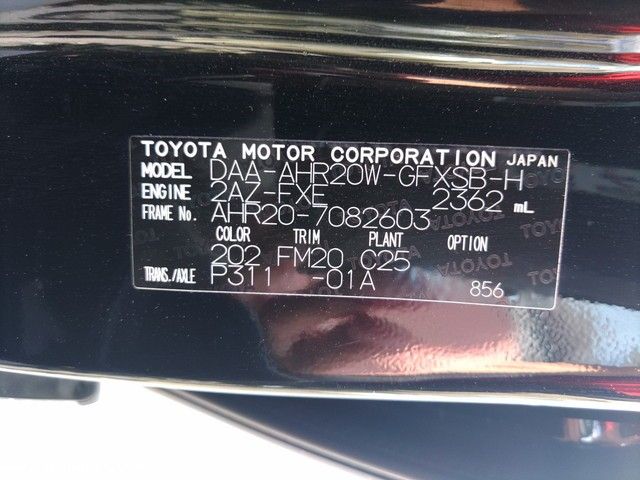 TOYOTA MOTOR CORPORATION JAPAN
MODEL DAA-AHR20W-GFXSB-H
ENGINE 2AZ-FXE 2362 mL
FRAME No. AHR20-7082603
COLOR TRIM PLANT OPTION
202 FM20 C25
TRANS./AXLE P311 -01A
856